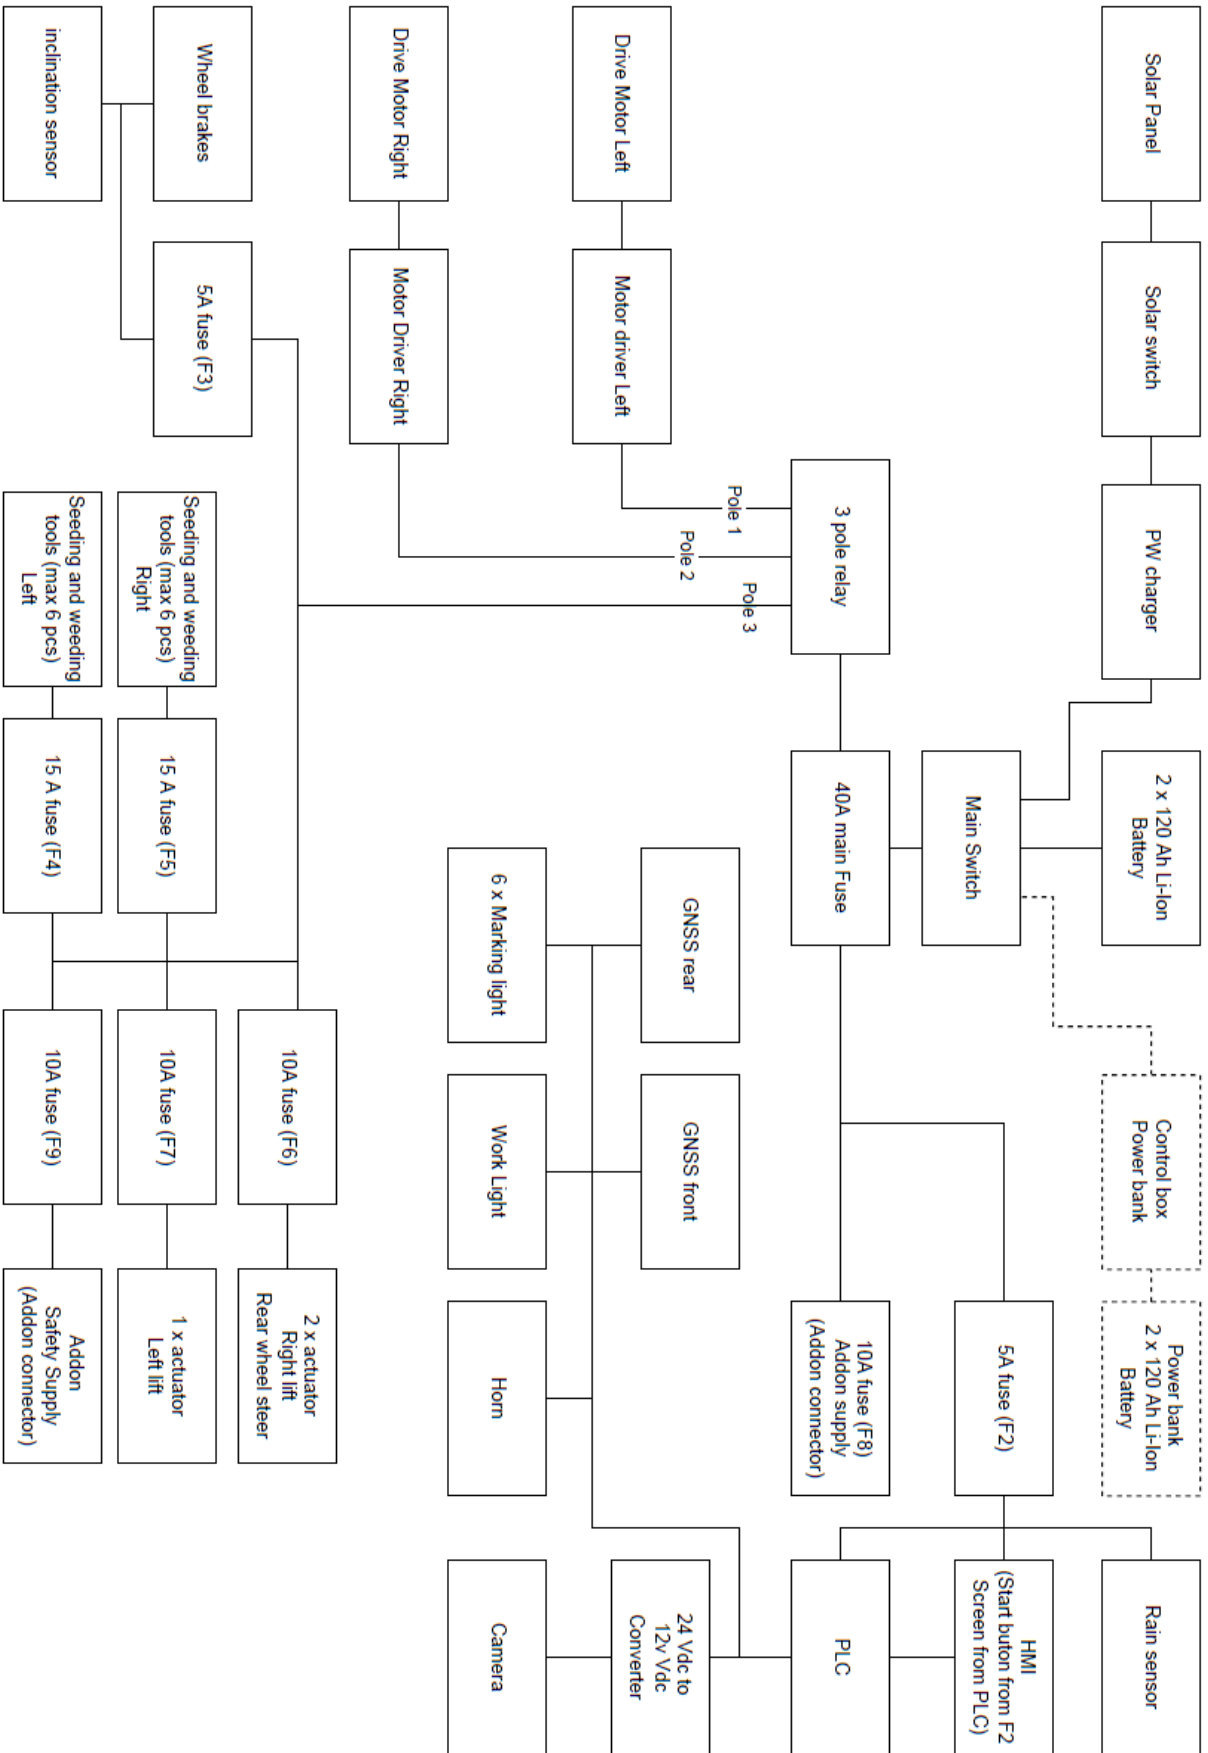 Solar Panel
Solar switch
PW charger
2 x 120 Ah Li-Ion
Battery
Control box
Power bank
Power bank
2 x 120 Ah Li-Ion
Battery
Rain sensor
Main Switch
5A fuse (F2)
HMI
(Start buton from F2
Screen from PLC)
3 pole relay
40A main Fuse
10A fuse (F8)
Addon supply
(Addon connector)
PLC
Pole 1
Pole 2
Pole 3
Drive Motor Left
Motor driver Left
GNSS rear
GNSS front
24 Vdc to
12v Vdc
Converter
Drive Motor Right
Motor Driver Right
6 x Marking light
Work Light
Horn
Camera
Wheel brakes
5A fuse (F3)
inclination sensor
10A fuse (F6)
2 x actuator
Right lift
Rear wheel steer
Seeding and weeding
tools (max 6 pcs)
Right
15 A fuse (F5)
10A fuse (F7)
1 x actuator
Left lift
Seeding and weeding
tools (max 6 pcs)
Left
15 A fuse (F4)
10A fuse (F9)
Addon
Safety Supply
(Addon connector)